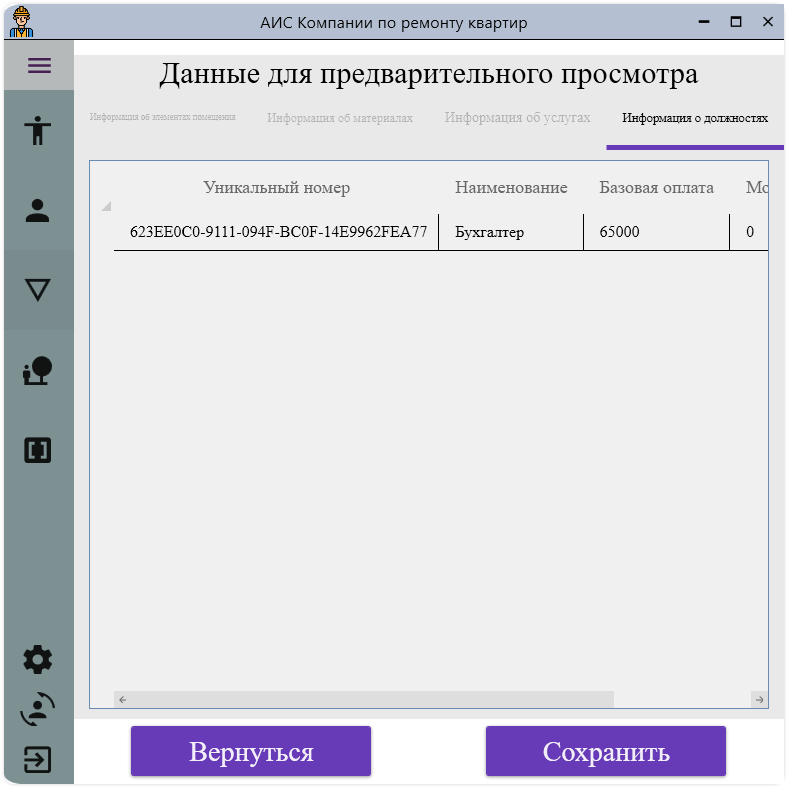 АИС Компании по ремонту квартир
Данные для предварительного просмотра
Информация об элементах помещения Информация об материалах Информация об услугах Информация о должностях
Уникальный номер Наименование Базовая оплата Мо
623EE0C0-9111-094F-BC0F-14E9962FEA77 Бухгалтер 65000 0
Вернуться Сохранить